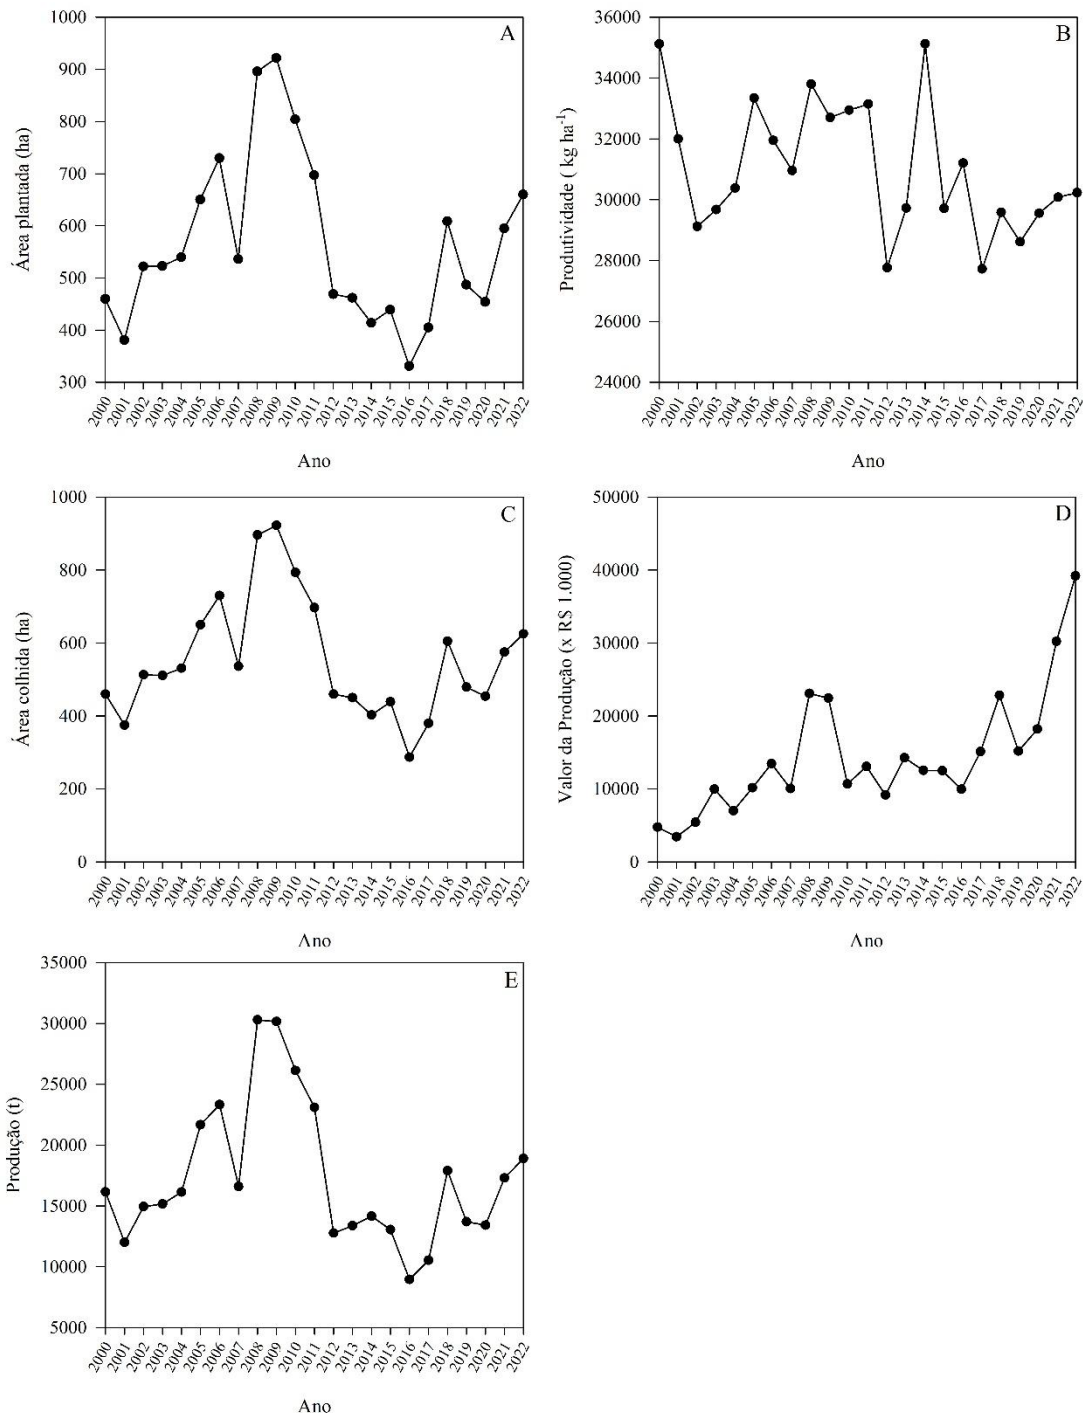 A
Área plantada (ha)
1000
900
800
700
600
500
400
300
2000 2001 2002 2003 2004 2005 2006 2007 2008 2009 2010 2011 2012 2013 2014 2015 2016 2017 2018 2019 2020 2021 2022
Ano
B
Produtividade ( kg ha⁻¹)
36000
34000
32000
30000
28000
26000
24000
2000 2001 2002 2003 2004 2005 2006 2007 2008 2009 2010 2011 2012 2013 2014 2015 2016 2017 2018 2019 2020 2021 2022
Ano
C
Área colhida (ha)
1000
800
600
400
200
0
2000 2001 2002 2003 2004 2005 2006 2007 2008 2009 2010 2011 2012 2013 2014 2015 2016 2017 2018 2019 2020 2021 2022
Ano
D
Valor da Produção (x R$ 1.000)
50000
40000
30000
20000
10000
0
2000 2001 2002 2003 2004 2005 2006 2007 2008 2009 2010 2011 2012 2013 2014 2015 2016 2017 2018 2019 2020 2021 2022
Ano
E
Produção (t)
35000
30000
25000
20000
15000
10000
5000
2000 2001 2002 2003 2004 2005 2006 2007 2008 2009 2010 2011 2012 2013 2014 2015 2016 2017 2018 2019 2020 2021 2022
Ano